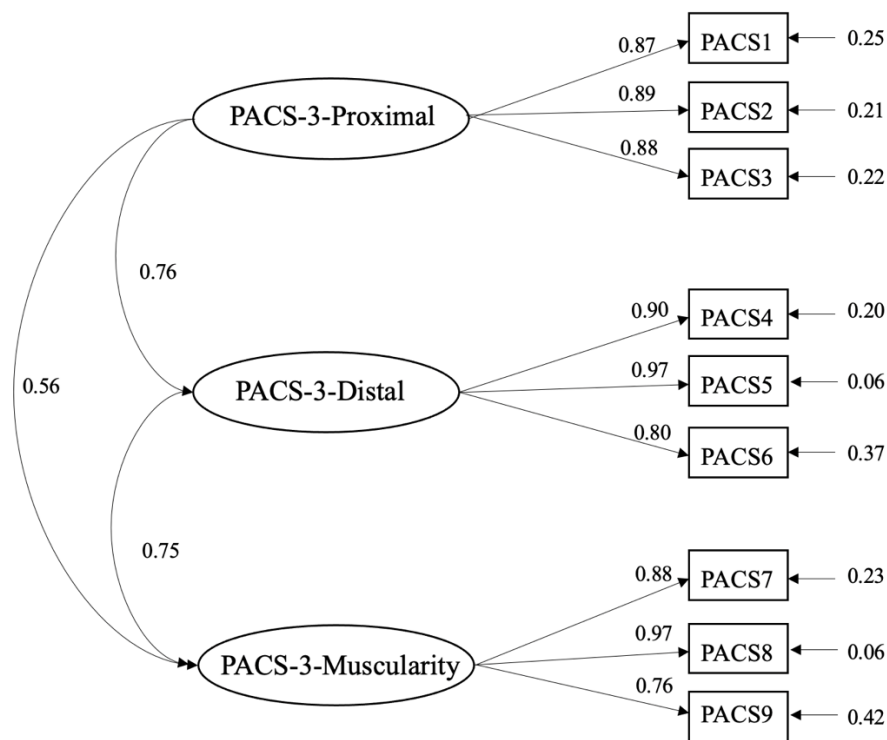 0.87
PACS1
0.25
PACS-3-Proximal
0.89
PACS2
0.21
0.88
PACS3
0.22
0.76
0.56
0.90
PACS4
0.20
PACS-3-Distal
0.97
PACS5
0.06
0.80
PACS6
0.37
0.75
0.88
PACS7
0.23
PACS-3-Muscularity
0.97
PACS8
0.06
0.76
PACS9
0.42